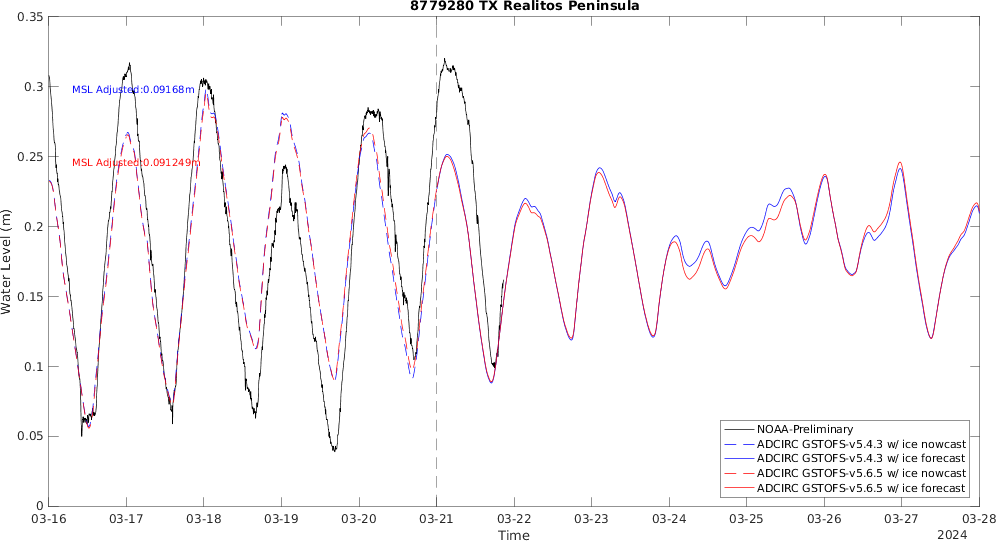 8779280 TX Realitos Peninsula
0.35
0.3
0.25
0.2
0.15
0.1
0.05
0
Water Level (m)
MSL Adjusted:0.09168m
MSL Adjusted:0.091249m
NOAA-Preliminary
ADCIRC GSTOFS-v5.4.3 w/ ice nowcast
ADCIRC GSTOFS-v5.4.3 w/ ice forecast
ADCIRC GSTOFS-v5.6.5 w/ ice nowcast
ADCIRC GSTOFS-v5.6.5 w/ ice forecast
03-16 03-17 03-18 03-19 03-20 03-21 03-22 03-23 03-24 03-25 03-26 03-27 03-28
Time
2024